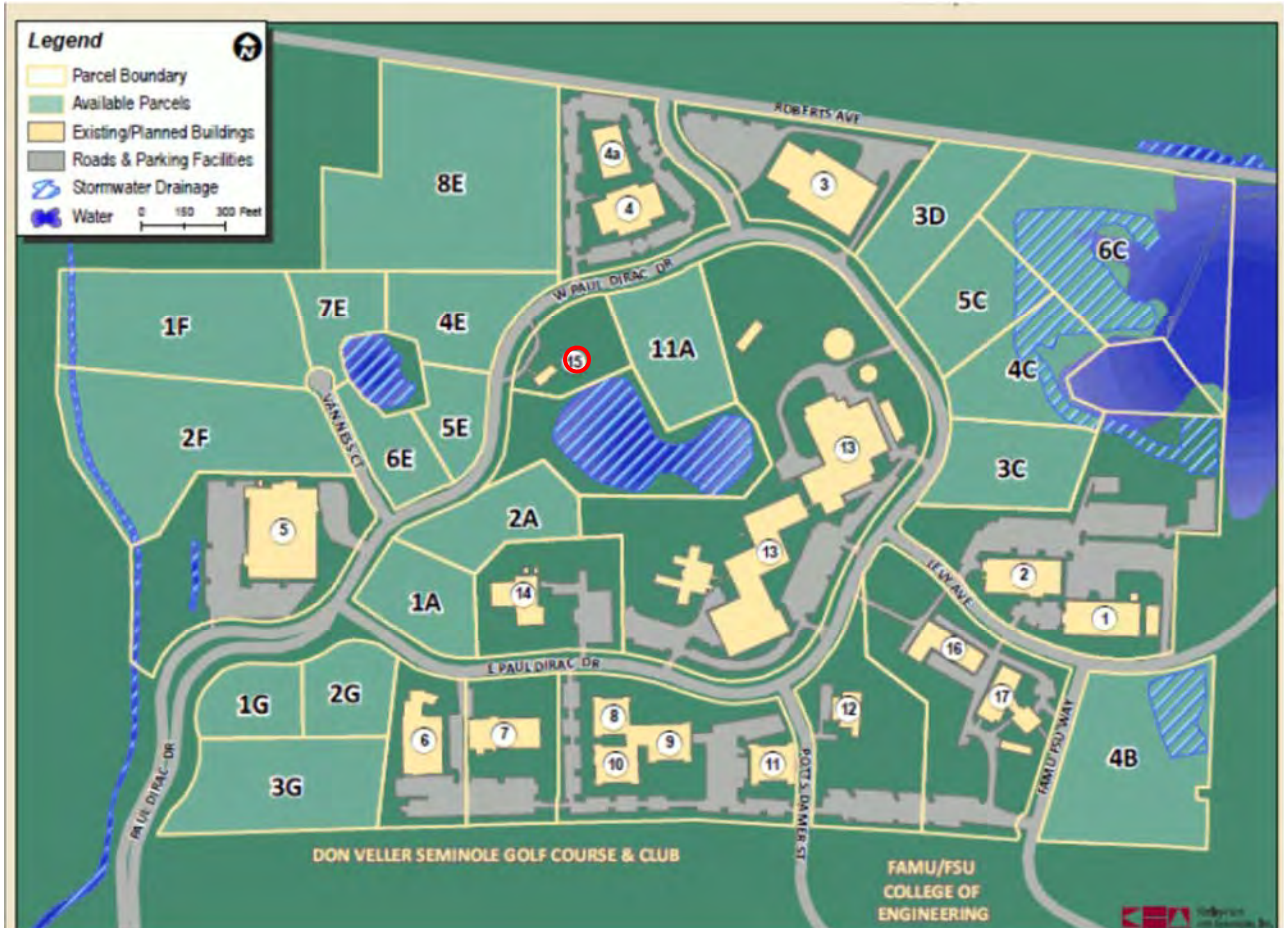 Legend
N
Parcel Boundary
Available Parcels
Existing/Planned Buildings
Roads & Parking Facilities
Stormwater Drainage
Water 0 150 300 Feet
ROBERTS AVE
8E
4a
4
3
3D
6C
W PAUL DIRAC DR
1F
7E
4E
15
11A
5C
4C
VAN NESS CT
2F
6E
5E
13
3C
5
2A
13
LEVY AVE
2
1A
14
1
E PAUL DIRAC DR
16
17
1G
2G
6
7
8
9
10
11
12
POTTSDAMER ST
FAMU/FSU WAY
4B
3G
PAUL DIRAC DR
DON VELLER SEMINOLE GOLF COURSE & CLUB
FAMU/FSU
COLLEGE OF
ENGINEERING